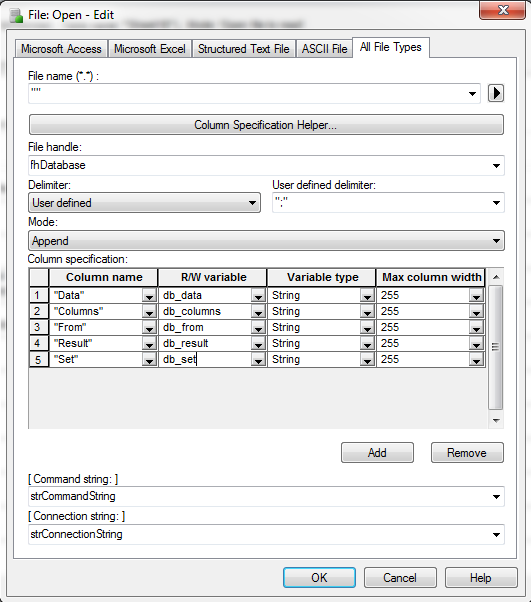 File: Open - Edit
Microsoft Access Microsoft Excel Structured Text File ASCII File All File Types
File name (*.*) :
""
Column Specification Helper...
File handle:
fhDatabase
Delimiter: User defined delimiter:
User defined ";"
Mode:
Append
Column specification:
Column name R/W variable Variable type Max column width
1 "Data" db_data String 255
2 "Columns" db_columns String 255
3 "From" db_from String 255
4 "Result" db_result String 255
5 "Set" db_set String 255
Add Remove
[ Command string: ]
strCommandString
[ Connection string: ]
strConnectionString
OK Cancel Help